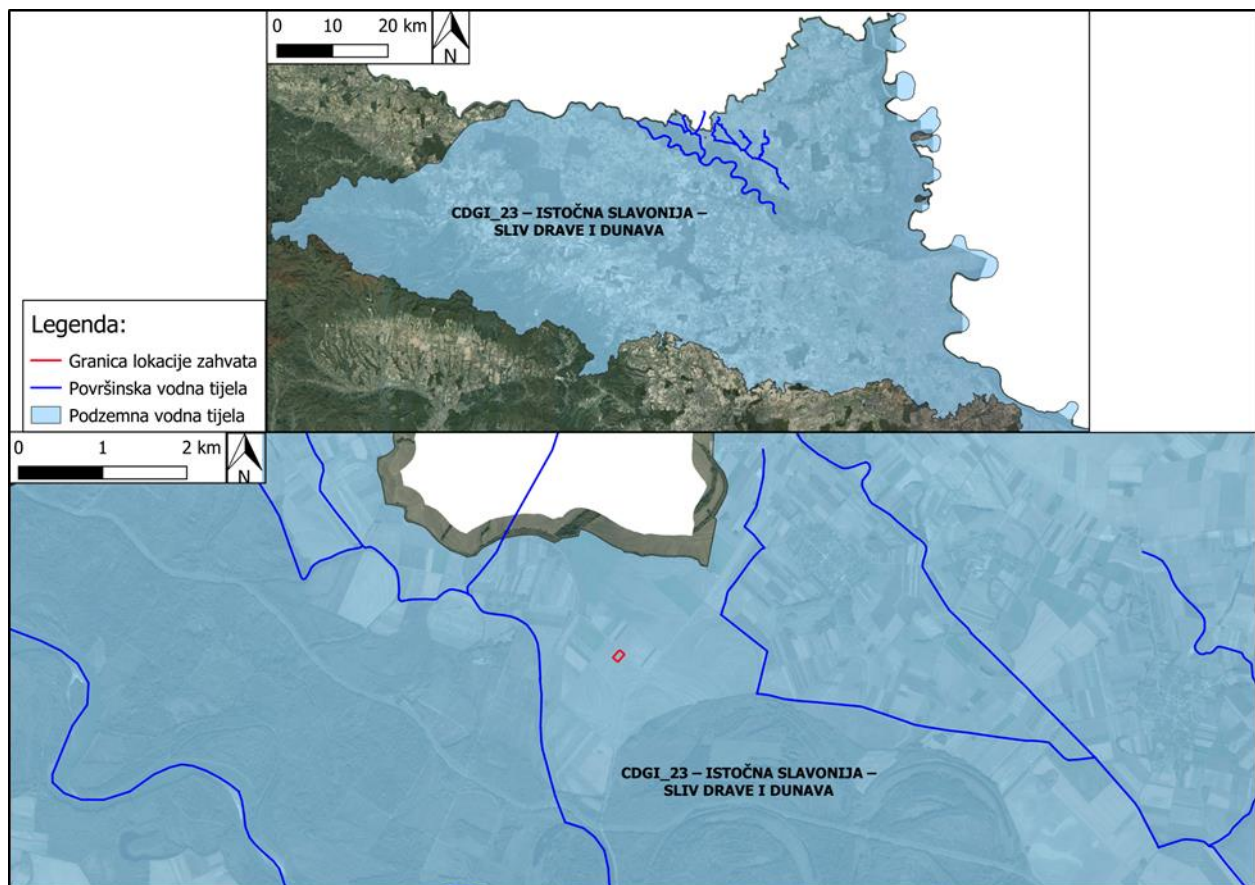 0 10 20 km
N
CDGI_23 – ISTOČNA SLAVONIJA –
SLIV DRAVE I DUNAVA
Legenda:
Granica lokacije zahvata
Površinska vodna tijela
Podzemna vodna tijela
0 1 2 km
N
CDGI_23 – ISTOČNA SLAVONIJA –
SLIV DRAVE I DUNAVA